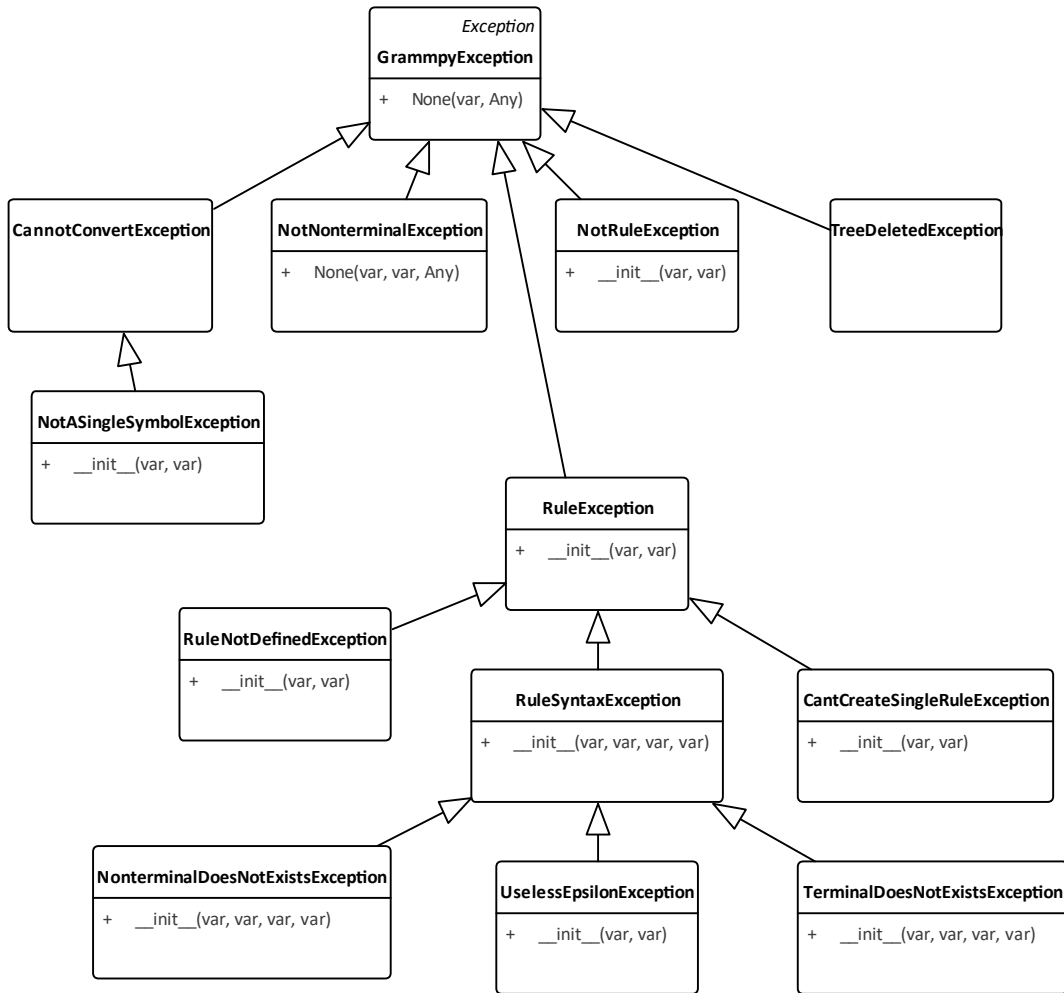 Exception
GrammpyException
+ None(var, Any)
CannotConvertException
NotNonterminalException
+ None(var, var, Any)
NotRuleException
+ __init__(var, var)
TreeDeletedException
NotASingleSymbolException
+ __init__(var, var)
RuleException
+ __init__(var, var)
RuleNotDefinedException
+ __init__(var, var)
RuleSyntaxException
+ __init__(var, var, var, var)
CantCreateSingleRuleException
+ __init__(var, var)
NonterminalDoesNotExistsException
+ __init__(var, var, var, var)
UselessEpsilonException
+ __init__(var, var)
TerminalDoesNotExistsException
+ __init__(var, var, var, var)